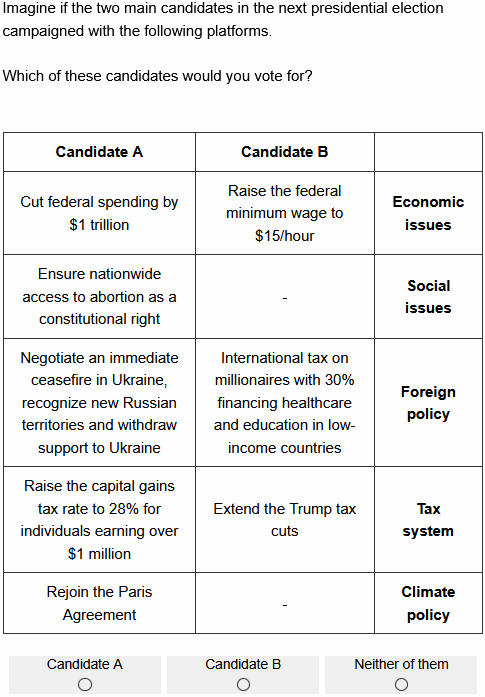 Imagine if the two main candidates in the next presidential election
campaigned with the following platforms.
Which of these candidates would you vote for?
Candidate A
Candidate B
Cut federal spending by
$1 trillion
Raise the federal
minimum wage to
$15/hour
Economic
issues
Ensure nationwide
access to abortion as a
constitutional right
-
Social
issues
Negotiate an immediate
ceasefire in Ukraine,
recognize new Russian
territories and withdraw
support to Ukraine
International tax on
millionaires with 30%
financing healthcare
and education in low-
income countries
Foreign
policy
Raise the capital gains
tax rate to 28% for
individuals earning over
$1 million
Extend the Trump tax
cuts
Tax
system
Rejoin the Paris
Agreement
-
Climate
policy
Candidate A
Candidate B
Neither of them